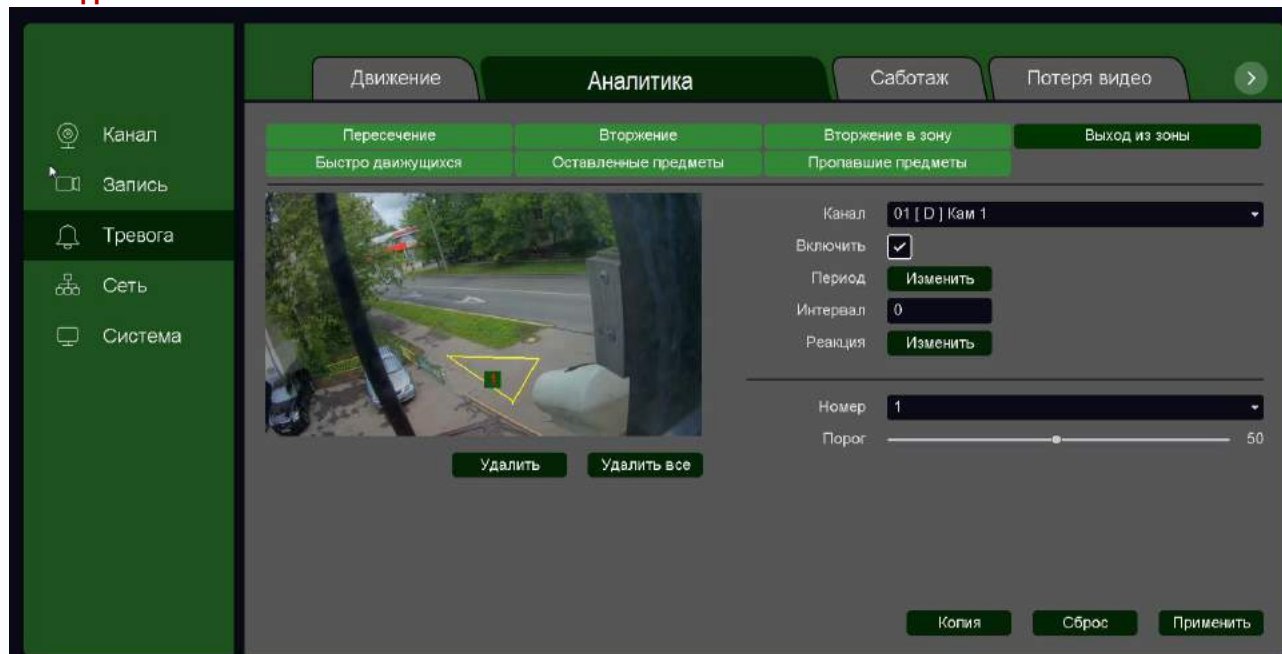 Движение Аналитика Саботаж Потеря видео >
Канал
Запись
Тревога
Сеть
Система
Пересечение Вторжение Вторжение в зону Выход из зоны
Быстро движущихся Оставленные предметы Пропавшие предметы
Канал 01 [ D ] Кам 1
Включить
Период Изменить
Интервал 0
Реакция Изменить
Номер 1
Порог 50
1
Удалить Удалить все
Копия Сброс Применить